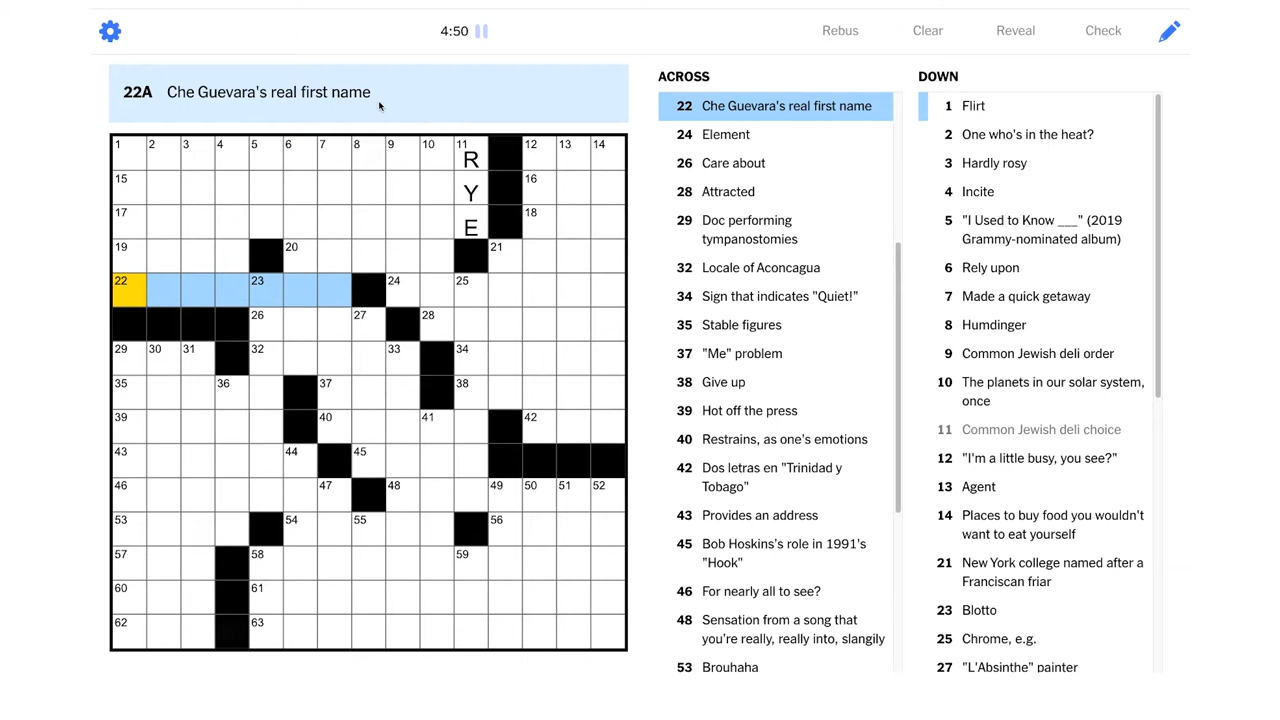 4:50
Rebus
Clear
Reveal
Check
22A Che Guevara's real first name
1 2 3 4 5 6 7 8 9 10 11 12 13 14
R
15 16
Y
17 18
E
19 20 21
22 23 24 25
26 27 28
29 30 31 32 33 34
35 36 37 38
39 40 41 42
43 44 45
46 47 48 49 50 51 52
53 54 55 56
57 58 59
60 61
62 63
ACROSS
22 Che Guevara's real first name
24 Element
26 Care about
28 Attracted
29 Doc performing
tympanostomies
32 Locale of Aconcagua
34 Sign that indicates "Quiet!"
35 Stable figures
37 "Me" problem
38 Give up
39 Hot off the press
40 Restrains, as one's emotions
42 Dos letras en "Trinidad y
Tobago"
43 Provides an address
45 Bob Hoskins's role in 1991's
"Hook"
46 For nearly all to see?
48 Sensation from a song that
you're really, really into, slangily
53 Brouhaha
DOWN
1 Flirt
2 One who's in the heat?
3 Hardly rosy
4 Incite
5 "I Used to Know ___" (2019
Grammy-nominated album)
6 Rely upon
7 Made a quick getaway
8 Humdinger
9 Common Jewish deli order
10 The planets in our solar system,
once
11 Common Jewish deli choice
12 "I'm a little busy, you see?"
13 Agent
14 Places to buy food you wouldn't
want to eat yourself
21 New York college named after a
Franciscan friar
23 Blotto
25 Chrome, e.g.
27 "L'Absinthe" painter